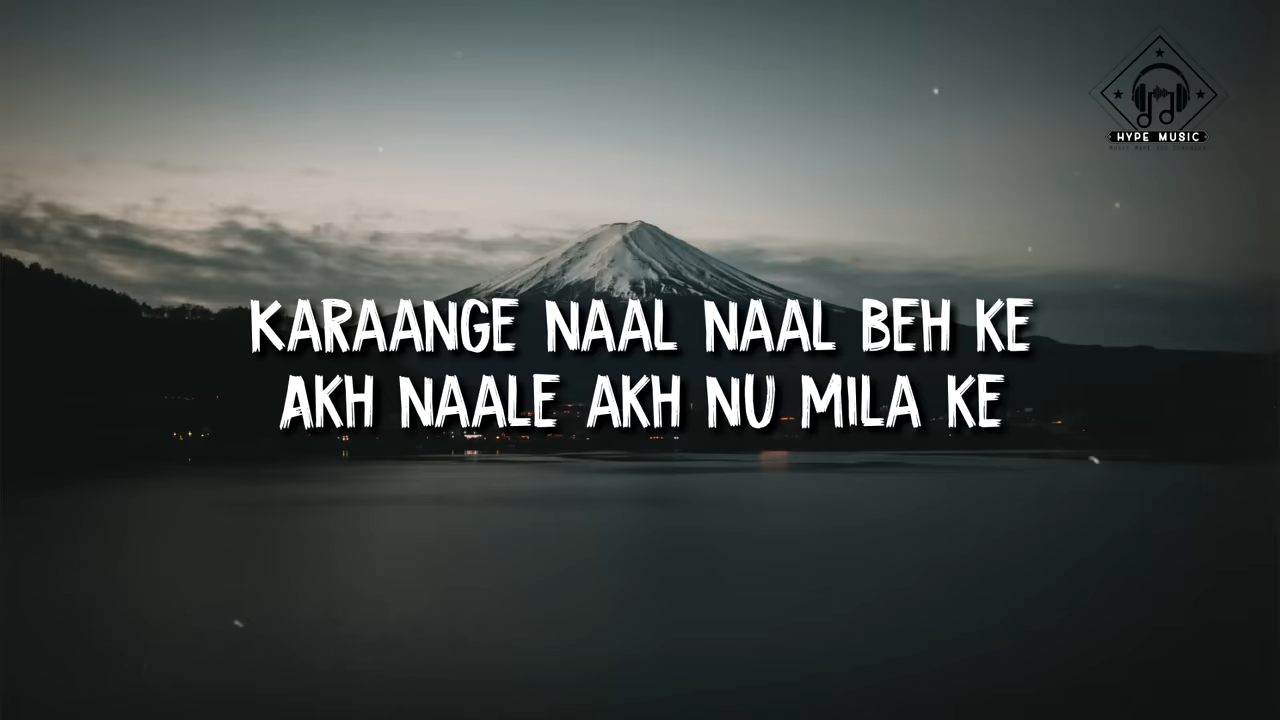 HYPE MUSIC
KARAANGE NAAL NAAL BEH KE
AKH NAALE AKH NU MILA KE